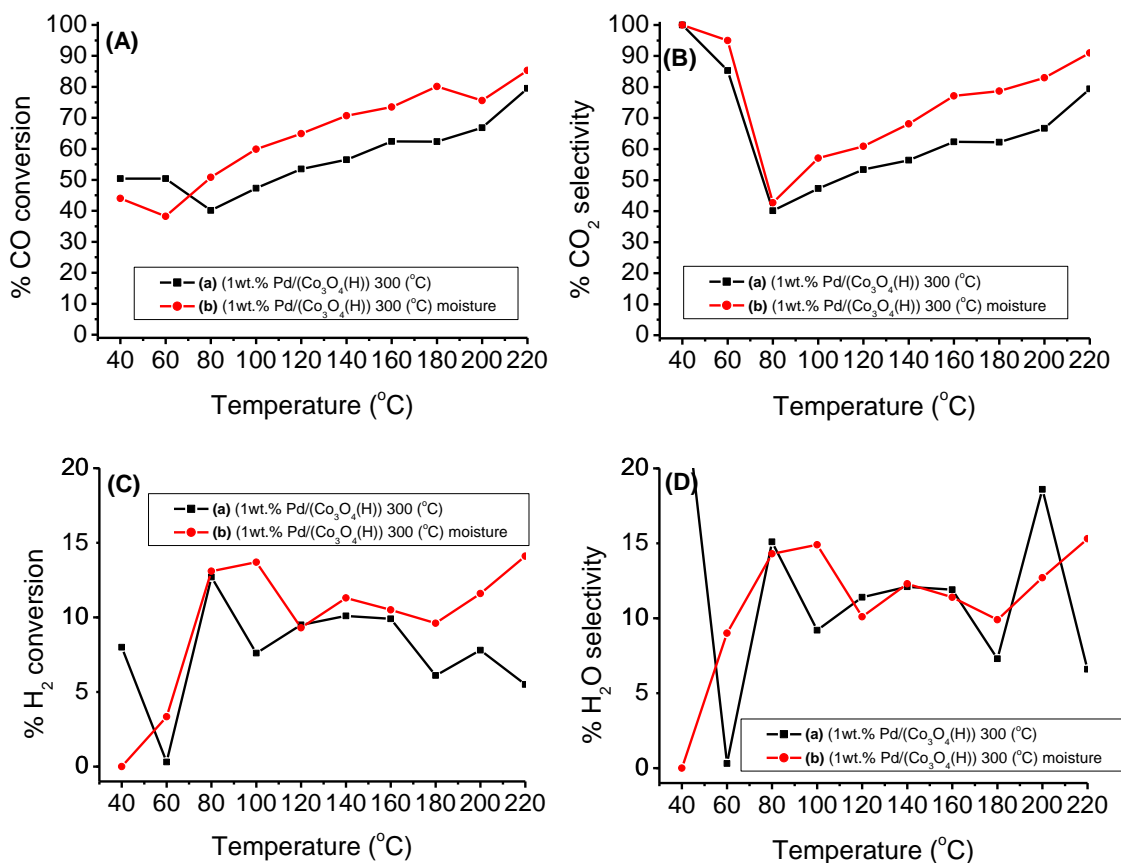 (A)
% CO conversion
100
90
80
70
60
50
40
30
20
10
0
(a) (1wt.% Pd/(Co₃O₄(H)) 300 (°C)
(b) (1wt.% Pd/(Co₃O₄(H)) 300 (°C) moisture
40 60 80 100 120 140 160 180 200 220
Temperature (°C)
(B)
% CO₂ selectivity
100
90
80
70
60
50
40
30
20
10
0
(a) (1wt.% Pd/(Co₃O₄(H)) 300 (°C)
(b) (1wt.% Pd/(Co₃O₄(H)) 300 (°C) moisture
40 60 80 100 120 140 160 180 200 220
Temperature (°C)
(C)
% H₂ conversion
20
15
10
5
0
(a) (1wt.% Pd/(Co₃O₄(H)) 300 (°C)
(b) (1wt.% Pd/(Co₃O₄(H)) 300 (°C) moisture
40 60 80 100 120 140 160 180 200 220
Temperature (°C)
(D)
% H₂O selectivity
20
15
10
5
0
(a) (1wt.% Pd/(Co₃O₄(H)) 300 (°C)
(b) (1wt.% Pd/(Co₃O₄(H)) 300 (°C) moisture
40 60 80 100 120 140 160 180 200 220
Temperature (°C)